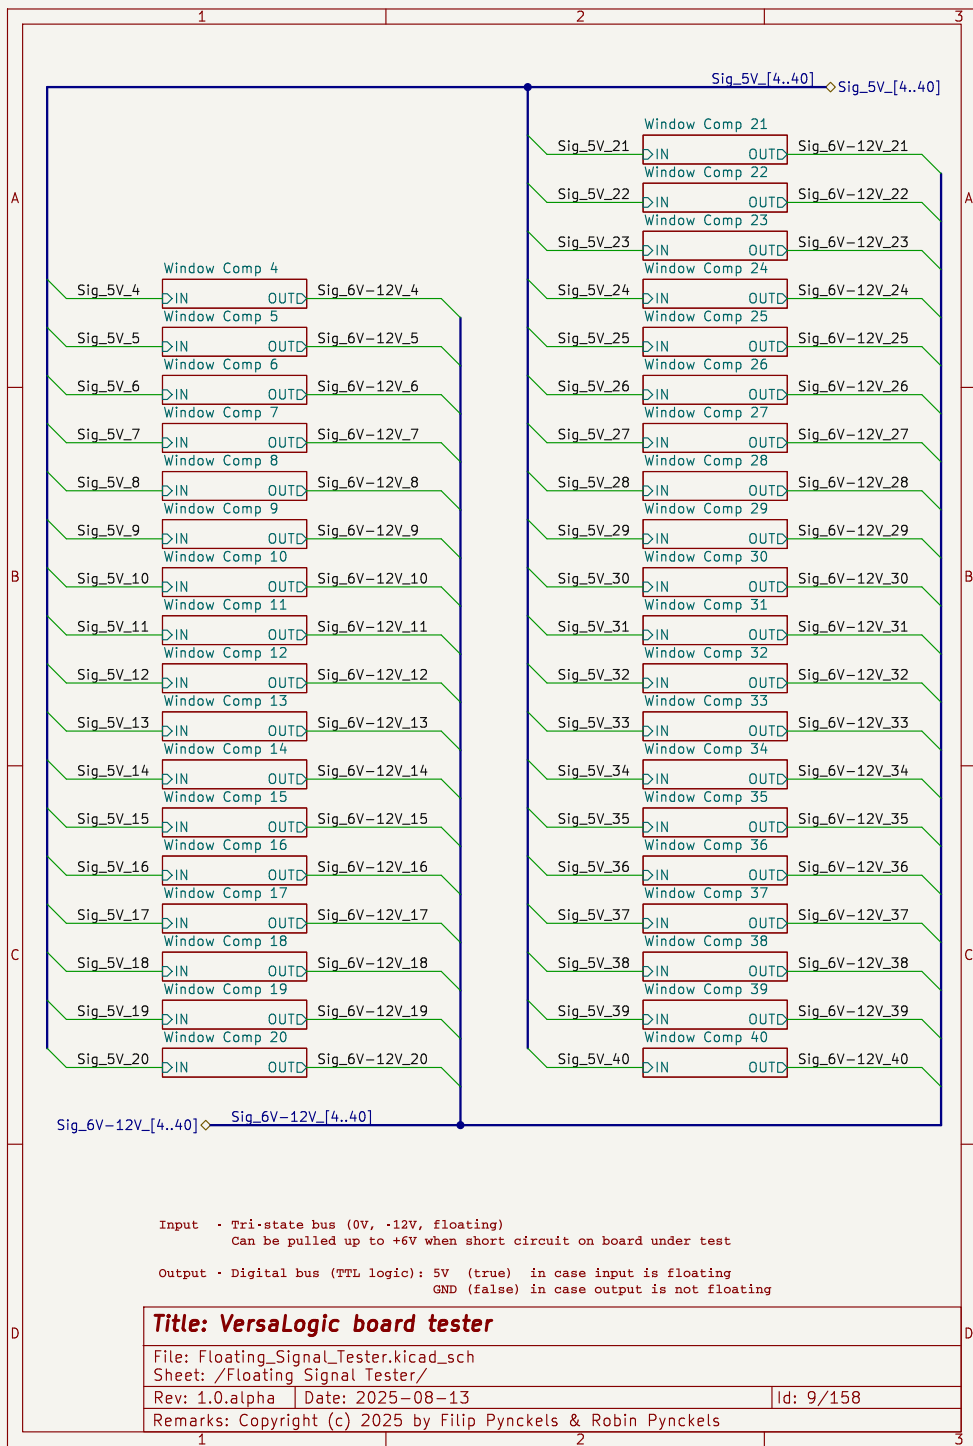 1 2 3
Sig_5V_[4..40] Sig_5V_[4..40]
Window Comp 21
Sig_5V_21 IN OUT Sig_6V-12V_21
Window Comp 22
A Sig_5V_22 IN OUT Sig_6V-12V_22 A
Window Comp 23
Sig_5V_23 IN OUT Sig_6V-12V_23
Window Comp 4 Window Comp 24
Sig_5V_4 IN OUT Sig_6V-12V_4 Sig_5V_24 IN OUT Sig_6V-12V_24
Window Comp 5 Window Comp 25
Sig_5V_5 IN OUT Sig_6V-12V_5 Sig_5V_25 IN OUT Sig_6V-12V_25
Window Comp 6 Window Comp 26
Sig_5V_6 IN OUT Sig_6V-12V_6 Sig_5V_26 IN OUT Sig_6V-12V_26
Window Comp 7 Window Comp 27
Sig_5V_7 IN OUT Sig_6V-12V_7 Sig_5V_27 IN OUT Sig_6V-12V_27
Window Comp 8 Window Comp 28
Sig_5V_8 IN OUT Sig_6V-12V_8 Sig_5V_28 IN OUT Sig_6V-12V_28
Window Comp 9 Window Comp 29
Sig_5V_9 IN OUT Sig_6V-12V_9 Sig_5V_29 IN OUT Sig_6V-12V_29
Window Comp 10 Window Comp 30
B Sig_5V_10 IN OUT Sig_6V-12V_10 Sig_5V_30 IN OUT Sig_6V-12V_30 B
Window Comp 11 Window Comp 31
Sig_5V_11 IN OUT Sig_6V-12V_11 Sig_5V_31 IN OUT Sig_6V-12V_31
Window Comp 12 Window Comp 32
Sig_5V_12 IN OUT Sig_6V-12V_12 Sig_5V_32 IN OUT Sig_6V-12V_32
Window Comp 13 Window Comp 33
Sig_5V_13 IN OUT Sig_6V-12V_13 Sig_5V_33 IN OUT Sig_6V-12V_33
Window Comp 14 Window Comp 34
Sig_5V_14 IN OUT Sig_6V-12V_14 Sig_5V_34 IN OUT Sig_6V-12V_34
Window Comp 15 Window Comp 35
Sig_5V_15 IN OUT Sig_6V-12V_15 Sig_5V_35 IN OUT Sig_6V-12V_35
Window Comp 16 Window Comp 36
Sig_5V_16 IN OUT Sig_6V-12V_16 Sig_5V_36 IN OUT Sig_6V-12V_36
Window Comp 17 Window Comp 37
Sig_5V_17 IN OUT Sig_6V-12V_17 Sig_5V_37 IN OUT Sig_6V-12V_37
Window Comp 18 Window Comp 38
C Sig_5V_18 IN OUT Sig_6V-12V_18 Sig_5V_38 IN OUT Sig_6V-12V_38 C
Window Comp 19 Window Comp 39
Sig_5V_19 IN OUT Sig_6V-12V_19 Sig_5V_39 IN OUT Sig_6V-12V_39
Window Comp 20 Window Comp 40
Sig_5V_20 IN OUT Sig_6V-12V_20 Sig_5V_40 IN OUT Sig_6V-12V_40
Sig_6V-12V_[4..40] Sig_6V-12V_[4..40]
Input - Tri-state bus (0V, -12V, floating)
Can be pulled up to +6V when short circuit on board under test
Output - Digital bus (TTL logic): 5V (true) in case input is floating
GND (false) in case output is not floating
D Title: VersaLogic board tester D
File: Floating_Signal_Tester.kicad_sch
Sheet: /Floating Signal Tester/
Rev: 1.0.alpha Date: 2025-08-13 Id: 9/158
Remarks: Copyright (c) 2025 by Filip Pynckels & Robin Pynckels
1 2 3